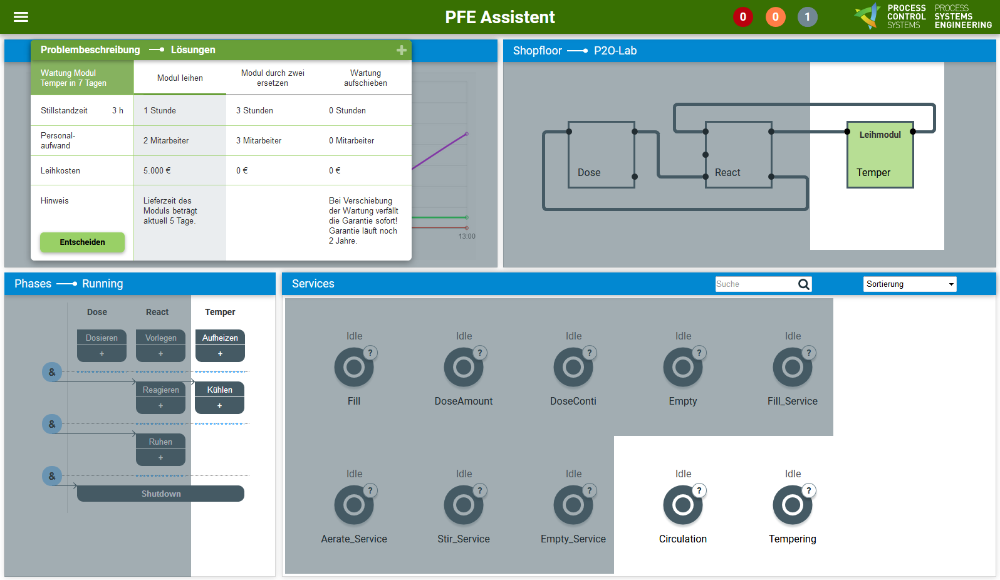 PFE Assistent
0 0 1
PROCESS CONTROL SYSTEMS
PROCESS SYSTEMS ENGINEERING
Problembeschreibung Lösungen +
Wartung Modul
Temper in 7 Tagen
Modul leihen
Modul durch zwei
ersetzen
Wartung
aufschieben
Stillstandzeit 3 h 1 Stunde 3 Stunden 0 Stunden
Personal-
aufwand
2 Mitarbeiter 3 Mitarbeiter 0 Mitarbeiter
Leihkosten 5.000 € 0 € 0 €
Hinweis
Lieferzeit des
Moduls beträgt
aktuell 5 Tage.
Bei Verschiebung
der Wartung verfällt
die Garantie sofort!
Garantie läuft noch
2 Jahre.
Entscheiden
13:00
Shopfloor P2O-Lab
Dose
React
Leihmodul
Temper
Phases Running
Dose React Temper
Dosieren Vorlegen Aufheizen
+ + +
&
Reagieren Kühlen
+ +
&
Ruhen
+
&
Shutdown
Services
Suche
Sortierung
Idle Idle Idle Idle Idle
? ? ? ? ?
Fill DoseAmount DoseConti Empty Fill_Service
Idle Idle Idle Idle Idle
? ? ? ? ?
Aerate_Service Stir_Service Empty_Service Circulation Tempering